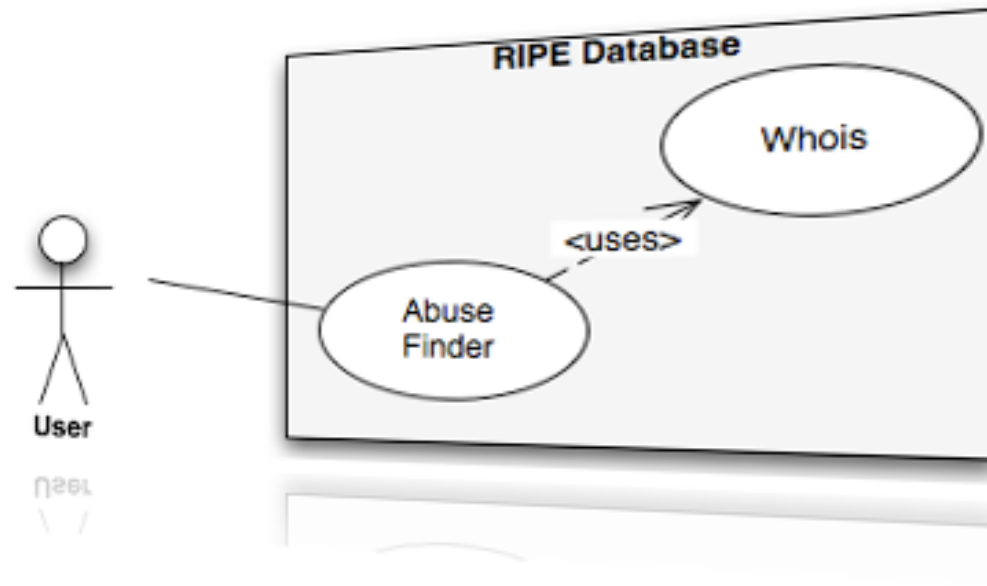 RIPE Database
Whois
<uses>
Abuse
Finder
User